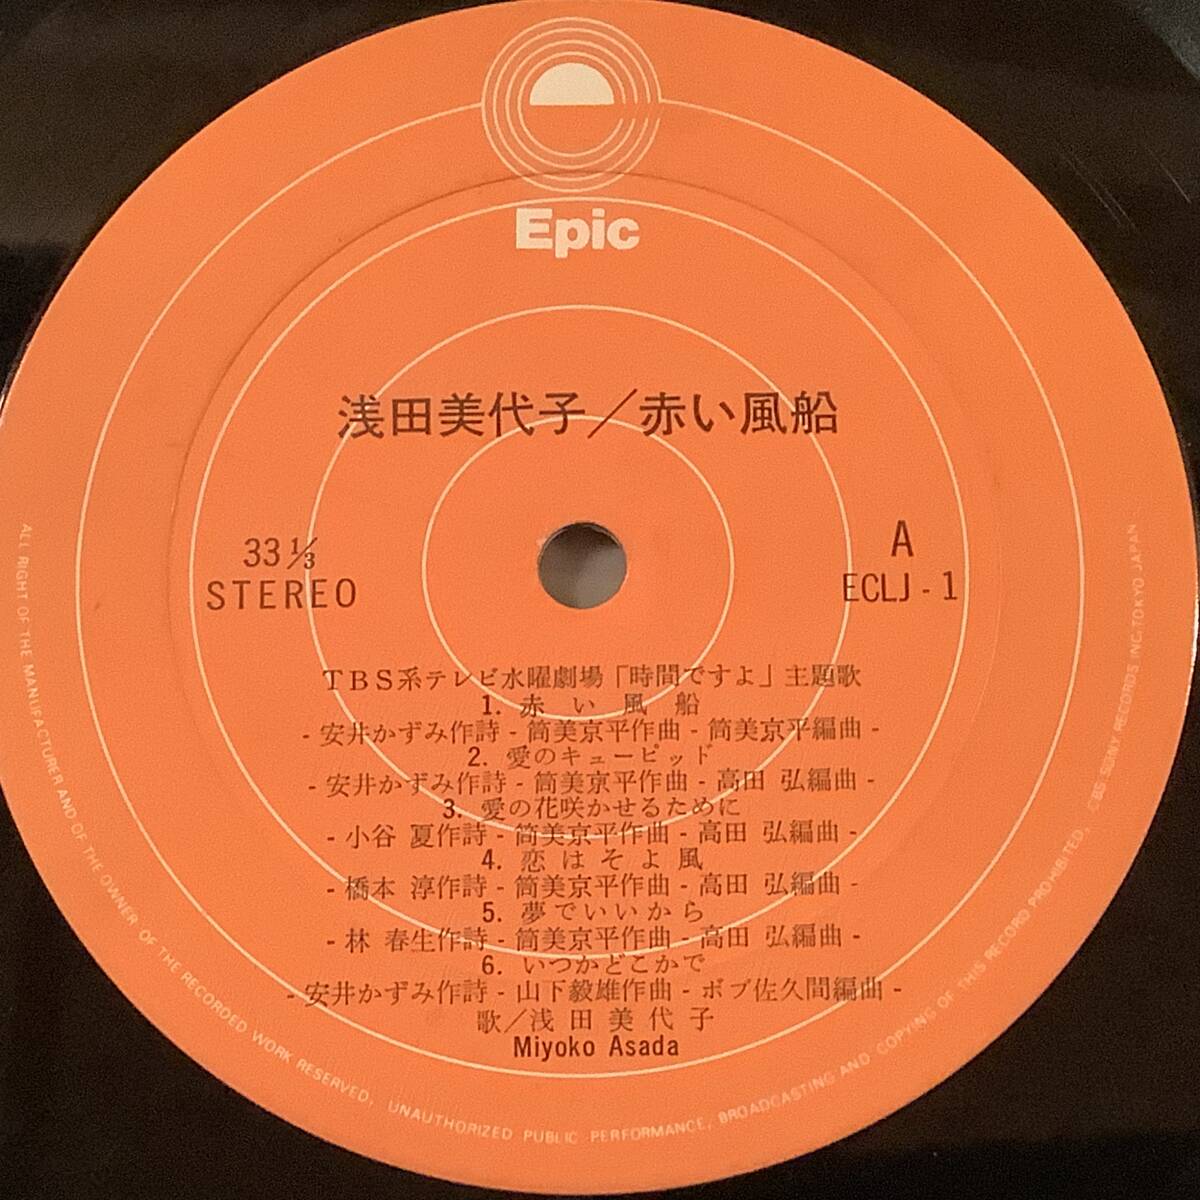 Epic
浅田美代子／赤い風船
33 1/3
STEREO
A
ECLJ - 1
TBS系テレビ水曜劇場「時間ですよ」主題歌
1. 赤い風船
- 安井かずみ作詩 - 筒美京平作曲 - 筒美京平編曲 -
2. 愛のキューピッド
- 安井かずみ作詩 - 筒美京平作曲 - 高田 弘編曲 -
3. 愛の花咲かせるために
- 小谷 夏作詩 - 筒美京平作曲 - 高田 弘編曲 -
4. 恋はそよ風
- 橋本 淳作詩 - 筒美京平作曲 - 高田 弘編曲 -
5. 夢でいいから
- 林 春生作詩 - 筒美京平作曲 - 高田 弘編曲 -
6. いつかどこかで
- 安井かずみ作詩 - 山下毅雄作曲 - ボブ佐久間編曲 -
歌／浅田美代子
Miyoko Asada
ALL RIGHT OF THE MANUFACTURER AND OF THE OWNER OF THE RECORDED WORK RESERVED, UNAUTHORIZED PUBLIC PERFORMANCE, BROADCASTING AND COPYING OF THIS RECORD PROHIBITED, CBS SONY RECORDS INC. TOKYO JAPAN